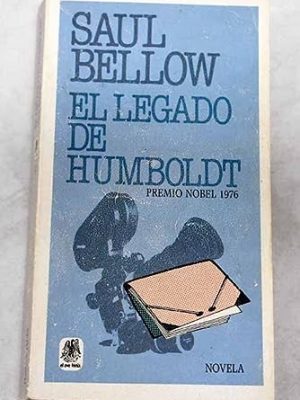 SAUL
BELLOW
EL LEGADO
DE
HUMBOLDT
PREMIO NOBEL 1976
NOVELA